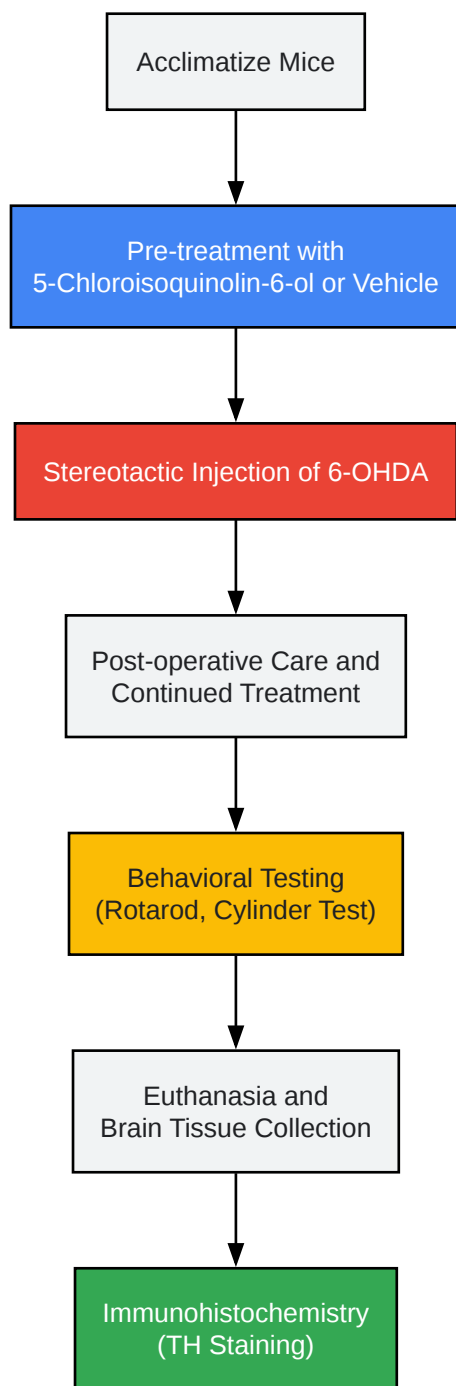 Acclimatize Mice
Pre-treatment with
5-Chloroisoquinolin-6-ol or Vehicle
Stereotactic Injection of 6-OHDA
Post-operative Care and
Continued Treatment
Behavioral Testing
(Rotarod, Cylinder Test)
Euthanasia and
Brain Tissue Collection
Immunohistochemistry
(TH Staining)